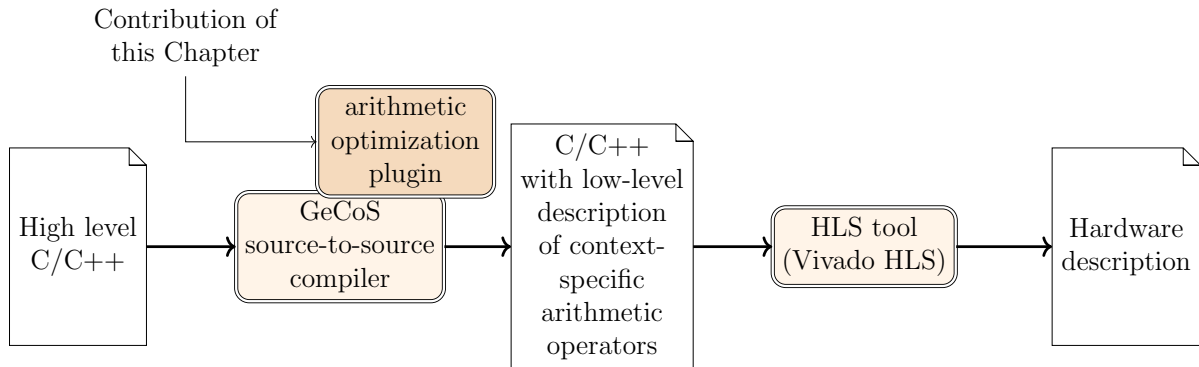 Contribution of
this Chapter
arithmetic
optimization
plugin
High level
C/C++
GeCoS
source-to-source
compiler
C/C++
with low-level
description
of context-
specific
arithmetic
operators
HLS tool
(Vivado HLS)
Hardware
description